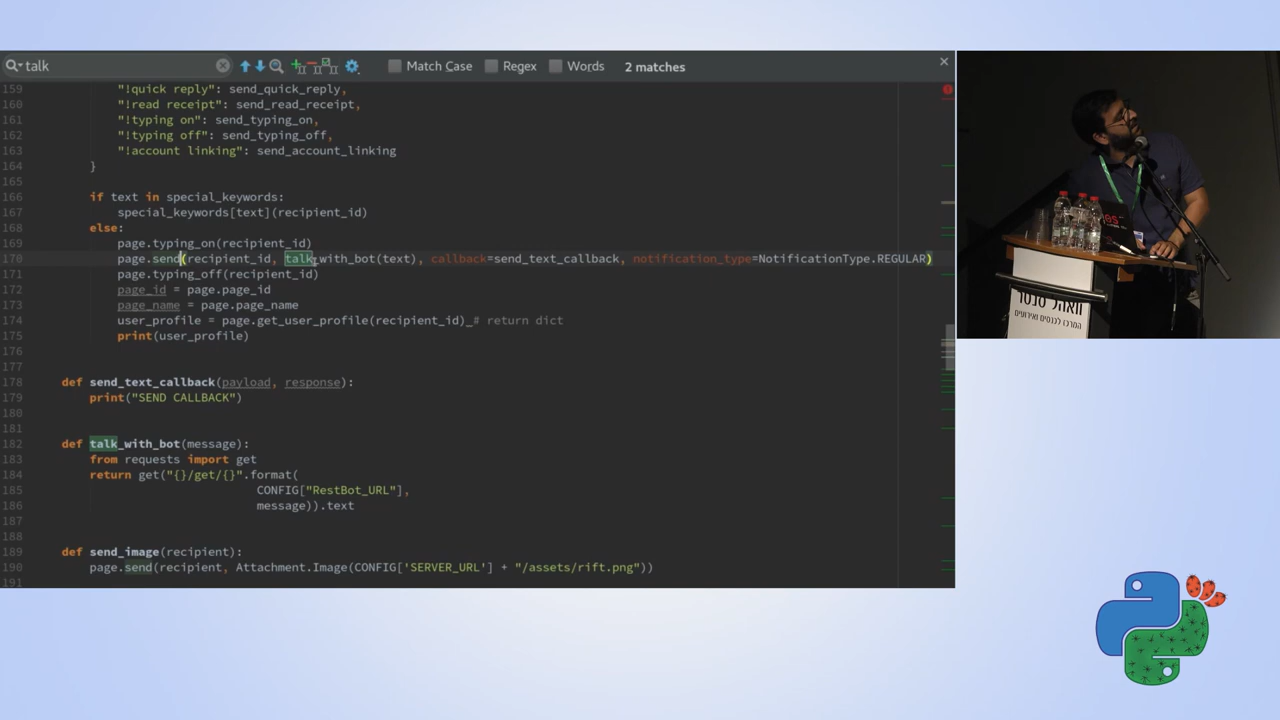 talk
Match Case
Regex
Words
2 matches
159 "!quick reply": send_quick_reply,
160 "!read receipt": send_read_receipt,
161 "!typing on": send_typing_on,
162 "!typing off": send_typing_off,
163 "!account linking": send_account_linking
164 }
165
166 if text in special_keywords:
167 special_keywords[text](recipient_id)
168 else:
169 page.typing_on(recipient_id)
170 page.send(recipient_id, talk_with_bot(text), callback=send_text_callback, notification_type=NotificationType.REGULAR)
171 page.typing_off(recipient_id)
172 page_id = page.page_id
173 page_name = page.page_name
174 user_profile = page.get_user_profile(recipient_id) # return dict
175 print(user_profile)
176
177
178 def send_text_callback(payload, response):
179 print("SEND CALLBACK")
180
181
182 def talk_with_bot(message):
183 from requests import get
184 return get("{}/get/{}".format(
185 CONFIG["RestBot_URL"],
186 message)).text
187
188
189 def send_image(recipient):
190 page.send(recipient, Attachment.Image(CONFIG['SERVER_URL'] + "/assets/rift.png"))
191
וואהל סנטר
המרכז לכנסים ואירועים